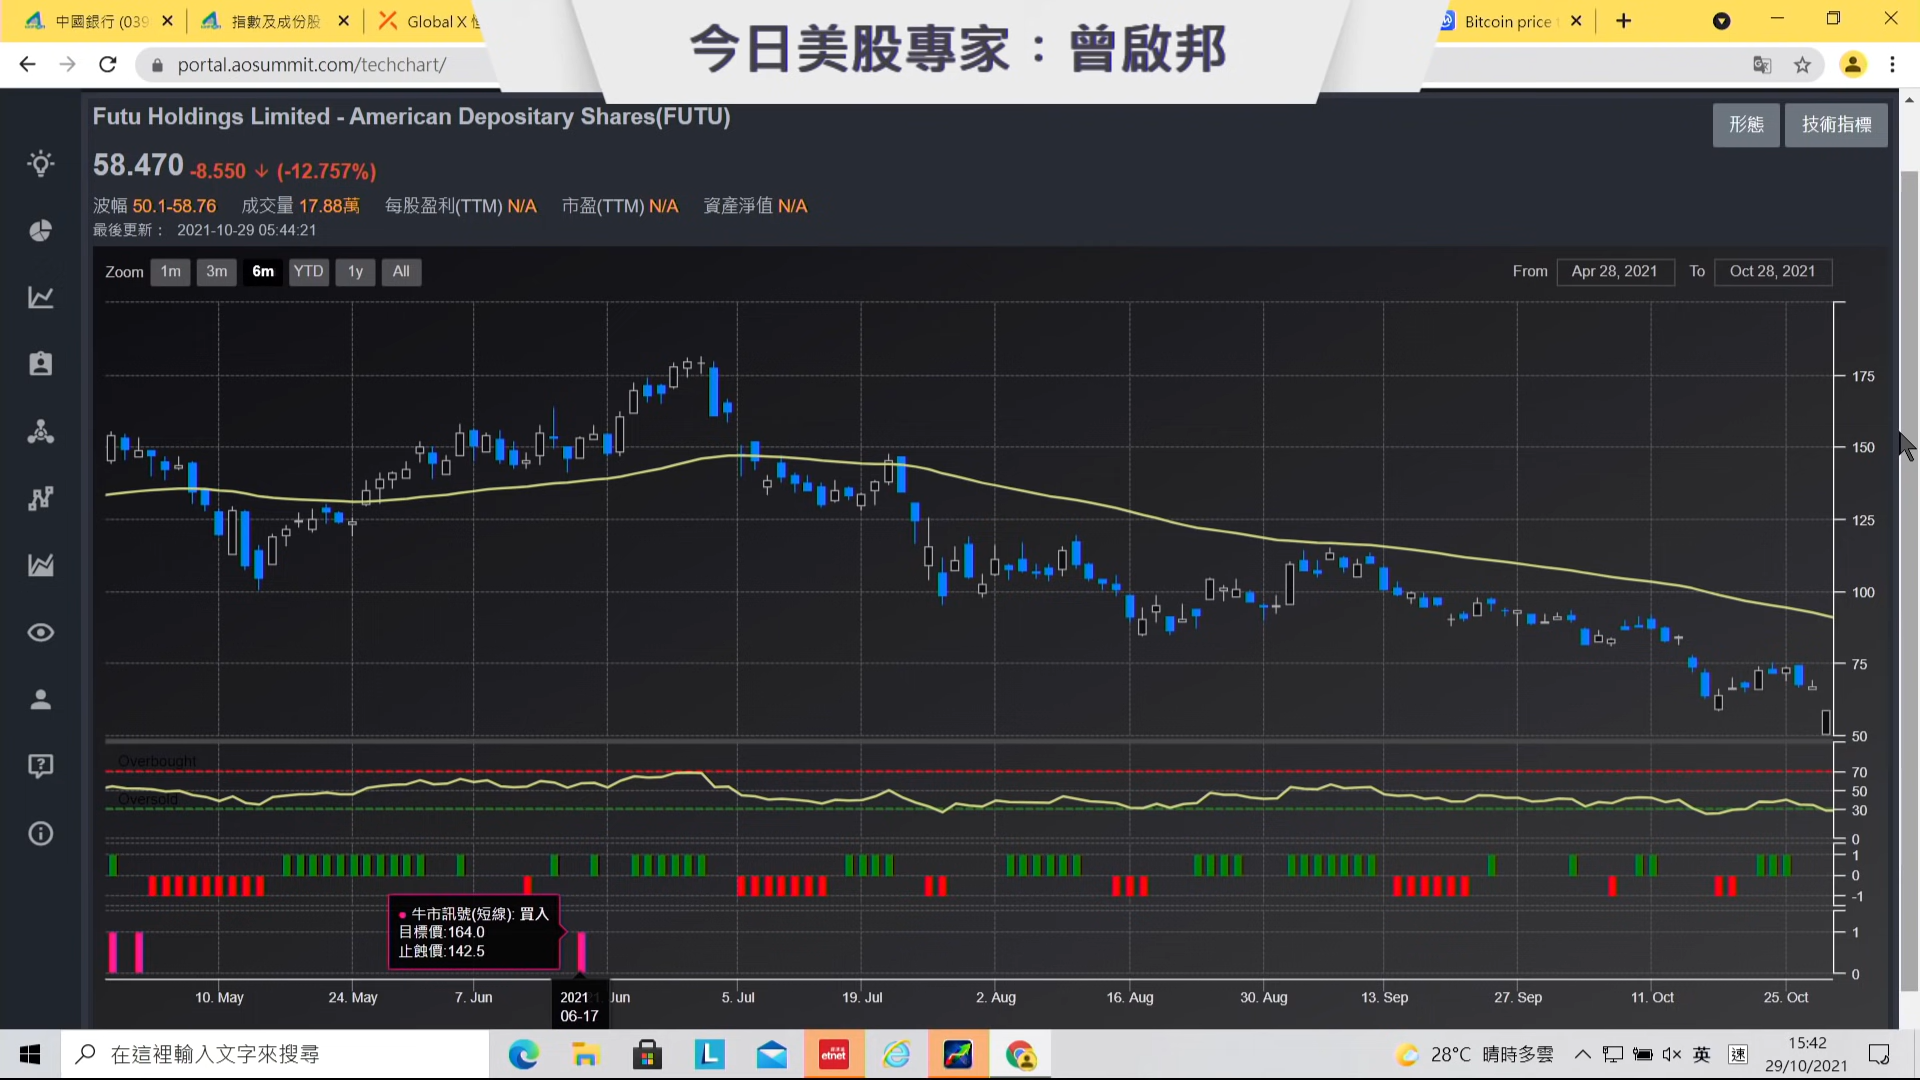 中國銀行 (039
指數及成份股
Global X 恒
Bitcoin price
今日美股專家：曾啟邦
portal.aosummit.com/techchart/
Futu Holdings Limited - American Depositary Shares(FUTU)
形態
技術指標
58.470 -8.550 ↓ (-12.757%)
波幅 50.1-58.76 成交量 17.88萬 每股盈利(TTM) N/A 市盈(TTM) N/A 資產淨值 N/A
最後更新： 2021-10-29 05:44:21
Zoom 1m 3m 6m YTD 1y All
From Apr 28, 2021 To Oct 28, 2021
175
150
125
100
75
50
Overbought
70
50
Oversold
30
0
1
0
-1
牛市訊號(短線): 買入
目標價:164.0
止蝕價:142.5
1
0
10. May 24. May 7. Jun Jun 5. Jul 19. Jul 2. Aug 16. Aug 30. Aug 13. Sep 27. Sep 11. Oct 25. Oct
2021
06-17
在這裡輸入文字來搜尋
etnet
28°C 晴時多雲
英
速
15:42
29/10/2021